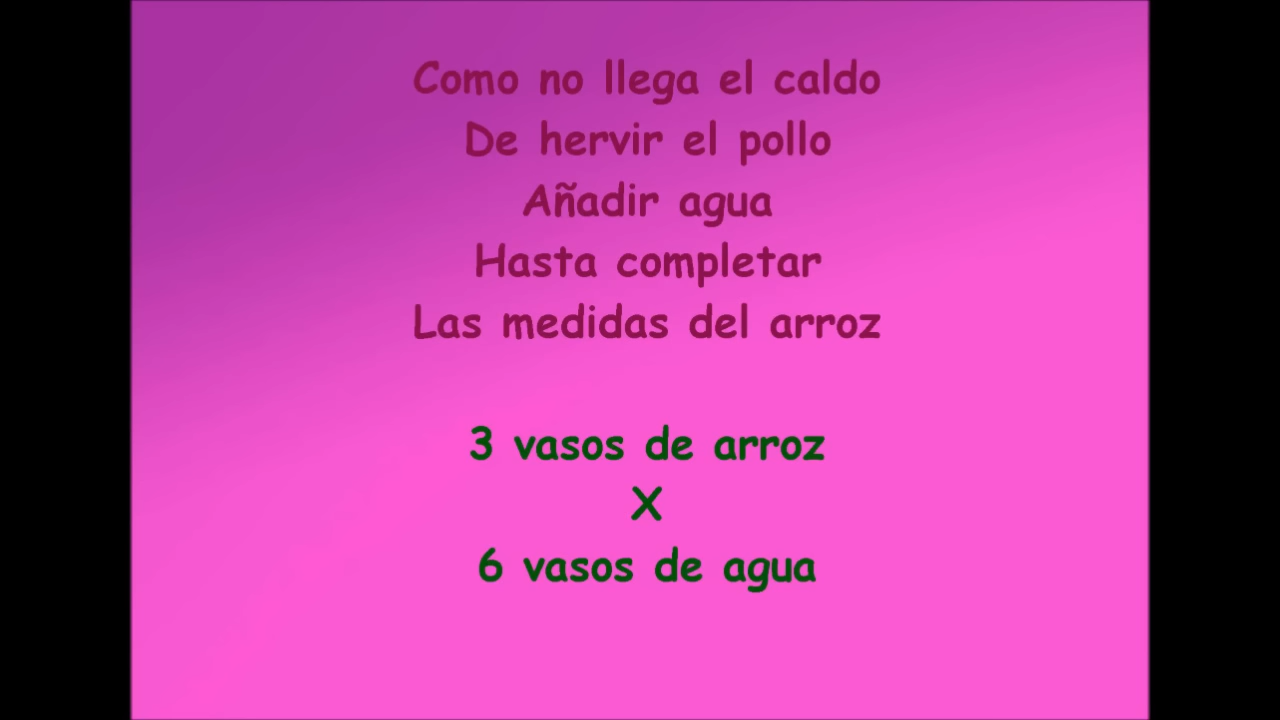 Como no llega el caldo
De hervir el pollo
Añadir agua
Hasta completar
Las medidas del arroz
3 vasos de arroz
X
6 vasos de agua